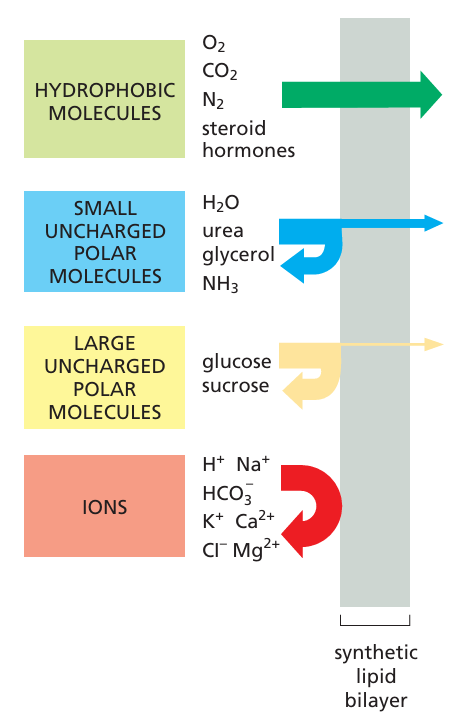 HYDROPHOBIC
MOLECULES
O₂
CO₂
N₂
steroid
hormones
SMALL
UNCHARGED
POLAR
MOLECULES
H₂O
urea
glycerol
NH₃
LARGE
UNCHARGED
POLAR
MOLECULES
glucose
sucrose
IONS
H⁺ Na⁺
HCO₃⁻
K⁺ Ca²⁺
Cl⁻ Mg²⁺
synthetic
lipid
bilayer